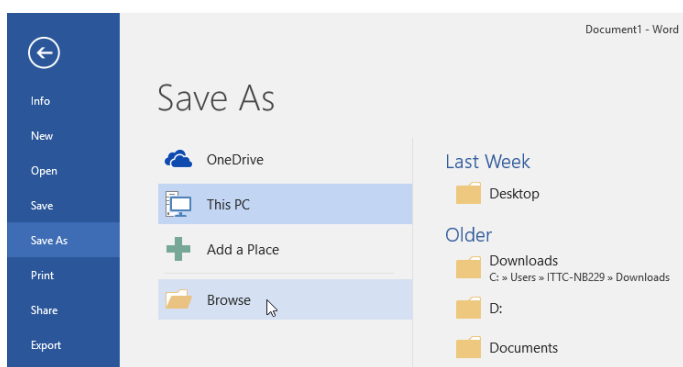 Document1 - Word
Info
New
Open
Save
Save As
Print
Share
Export
Save As
OneDrive
This PC
Add a Place
Browse
Last Week
Desktop
Older
Downloads
C: » Users » ITTC-NB229 » Downloads
D:
Documents